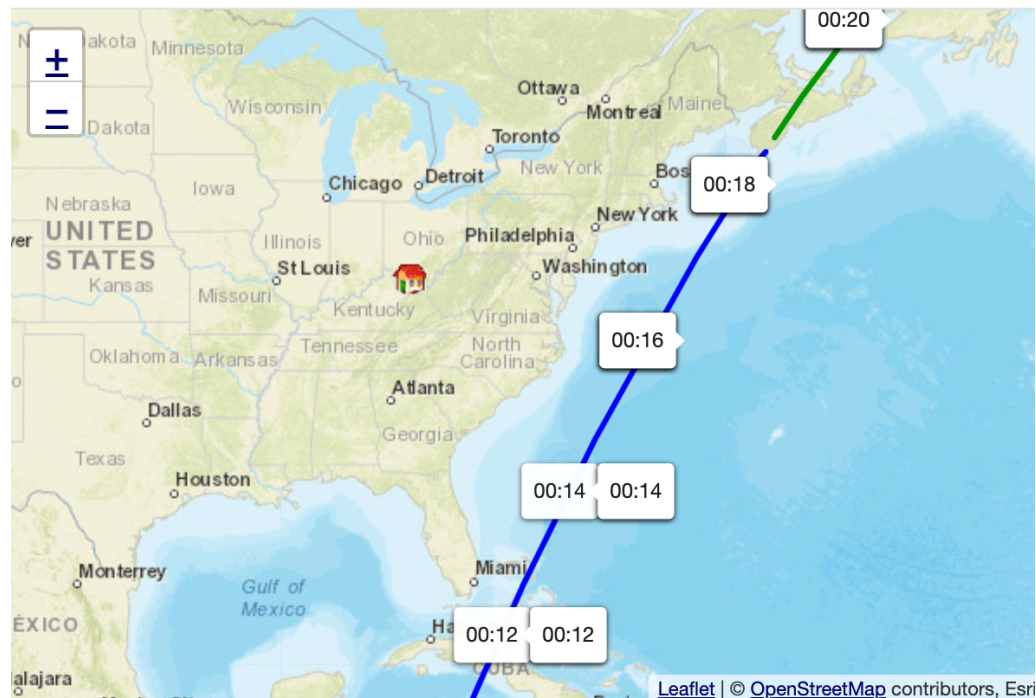 00:20
+
−
Dakota
Minnesota
Ottawa
Montreal
Maine
Wisconsin
Dakota
Toronto
New York
Iowa
Chicago
Detroit
Bos
00:18
Nebraska
New York
UNITED
STATES
Illinois
Ohio
Philadelphia
St Louis
Washington
Kansas
Missouri
Kentucky
Virginia
00:16
Tennessee
North
Carolina
Oklahoma
Arkansas
Atlanta
Dallas
Georgia
Texas
Houston
00:14
00:14
Miami
Monterrey
Gulf of
Mexico
ÉXICO
Ha
00:12
00:12
CUBA
alajara
Leaflet | © OpenStreetMap contributors, Esri